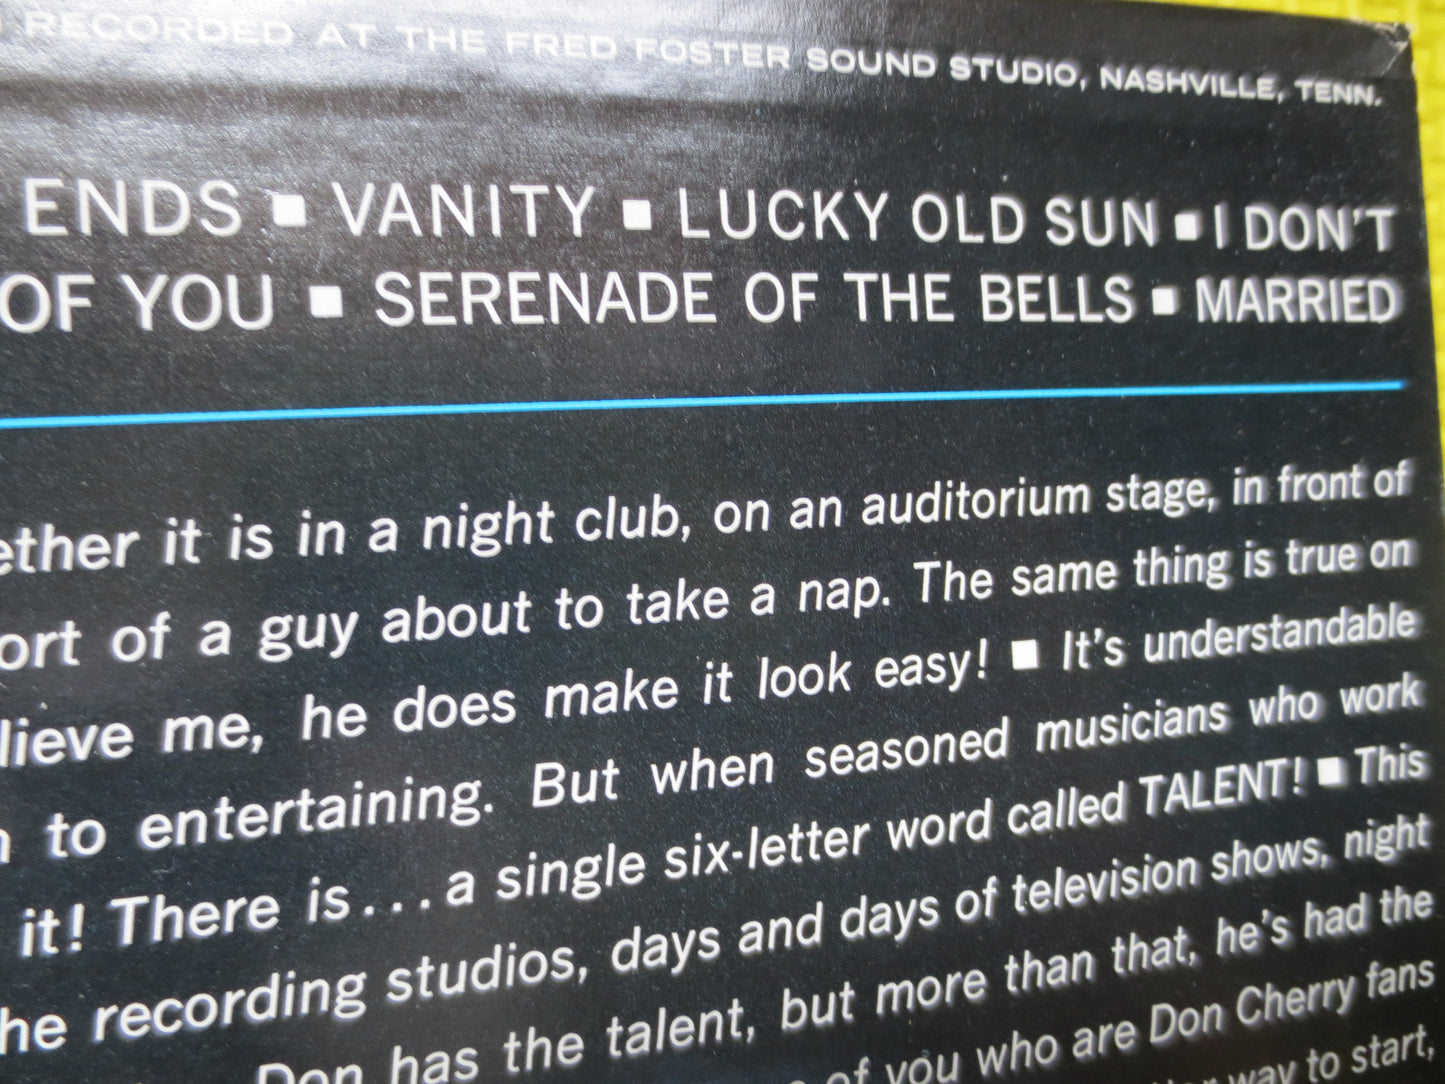 RECORDED AT THE FRED FOSTER SOUND STUDIO, NASHVILLE, TENN.
ENDS ■ VANITY ■ LUCKY OLD SUN ■ I DON'T
OF YOU ■ SERENADE OF THE BELLS ■ MARRIED
ether it is in a night club, on an auditorium stage, in front of
ort of a guy about to take a nap. The same thing is true on
lieve me, he does make it look easy! ■ It's understandable
to entertaining. But when seasoned musicians who work
it! There is...a single six-letter word called TALENT! ■ This
he recording studios, days and days of television shows, night
Don has the talent, but more than that, he's had the
of you who are Don Cherry fans
way to start,